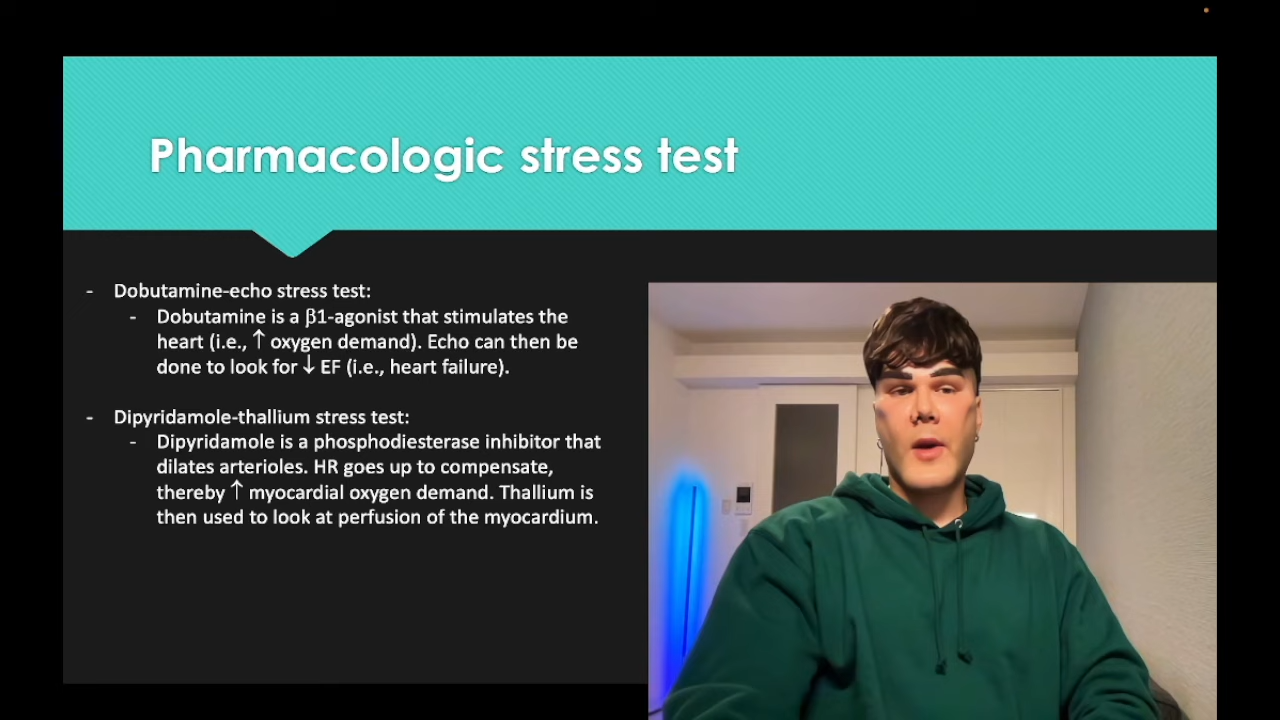 Pharmacologic stress test
- Dobutamine-echo stress test:
- Dobutamine is a β1-agonist that stimulates the
heart (i.e., ↑ oxygen demand). Echo can then be
done to look for ↓ EF (i.e., heart failure).
- Dipyridamole-thallium stress test:
- Dipyridamole is a phosphodiesterase inhibitor that
dilates arterioles. HR goes up to compensate,
thereby ↑ myocardial oxygen demand. Thallium is
then used to look at perfusion of the myocardium.